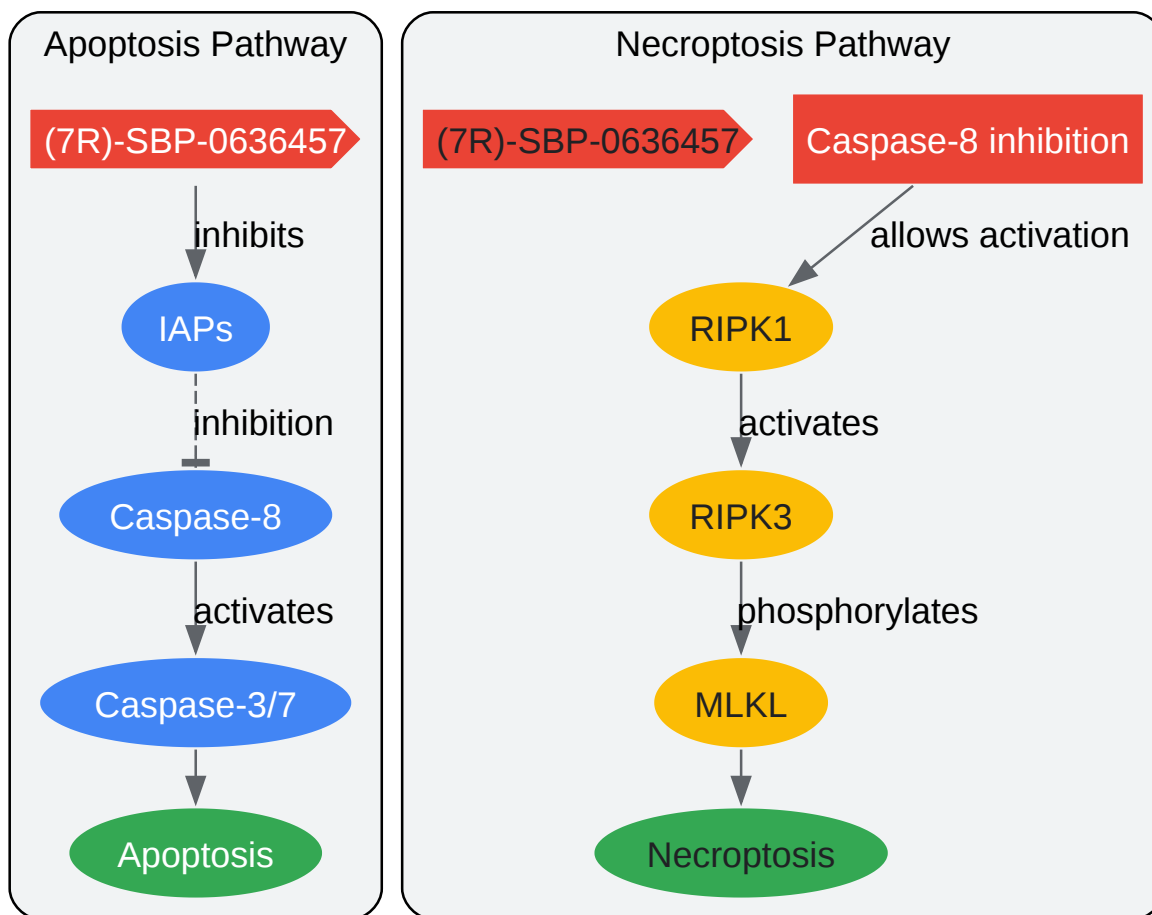 Apoptosis Pathway
(7R)-SBP-0636457
inhibits
IAPs
inhibition
Caspase-8
activates
Caspase-3/7
Apoptosis
Necroptosis Pathway
(7R)-SBP-0636457
Caspase-8 inhibition
allows activation
RIPK1
activates
RIPK3
phosphorylates
MLKL
Necroptosis